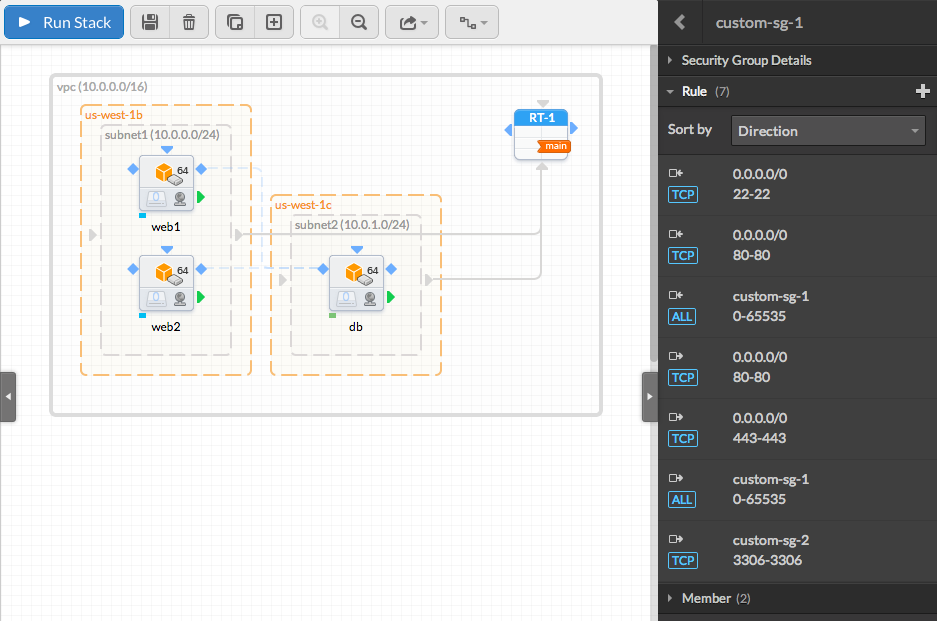 Run Stack
custom-sg-1
Security Group Details
Rule (7)
Sort by
Direction
0.0.0.0/0
TCP
22-22
0.0.0.0/0
TCP
80-80
custom-sg-1
ALL
0-65535
0.0.0.0/0
TCP
80-80
0.0.0.0/0
TCP
443-443
custom-sg-1
ALL
0-65535
custom-sg-2
TCP
3306-3306
Member (2)
vpc (10.0.0.0/16)
us-west-1b
subnet1 (10.0.0.0/24)
64
web1
64
web2
us-west-1c
subnet2 (10.0.1.0/24)
64
db
RT-1
main